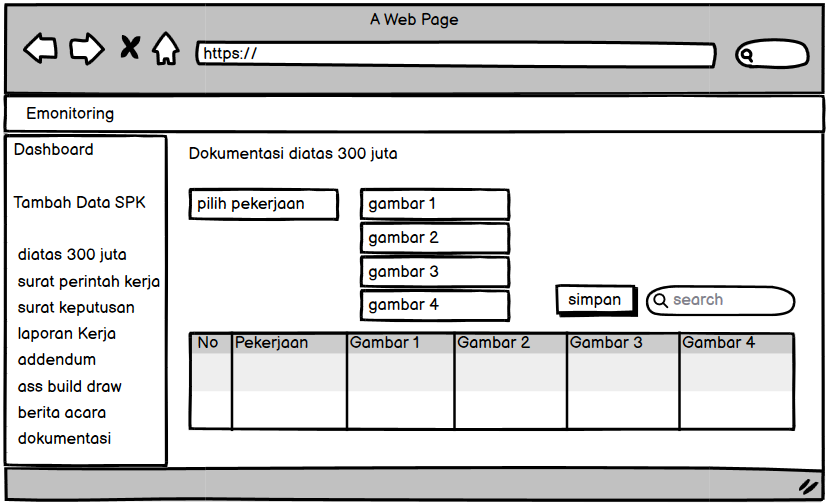 A Web Page
https://
Emonitoring
Dashboard
Tambah Data SPK
diatas 300 juta
surat perintah kerja
surat keputusan
laporan Kerja
addendum
ass build draw
berita acara
dokumentasi
Dokumentasi diatas 300 juta
pilih pekerjaan
gambar 1
gambar 2
gambar 3
gambar 4
simpan
search
No Pekerjaan Gambar 1 Gambar 2 Gambar 3 Gambar 4